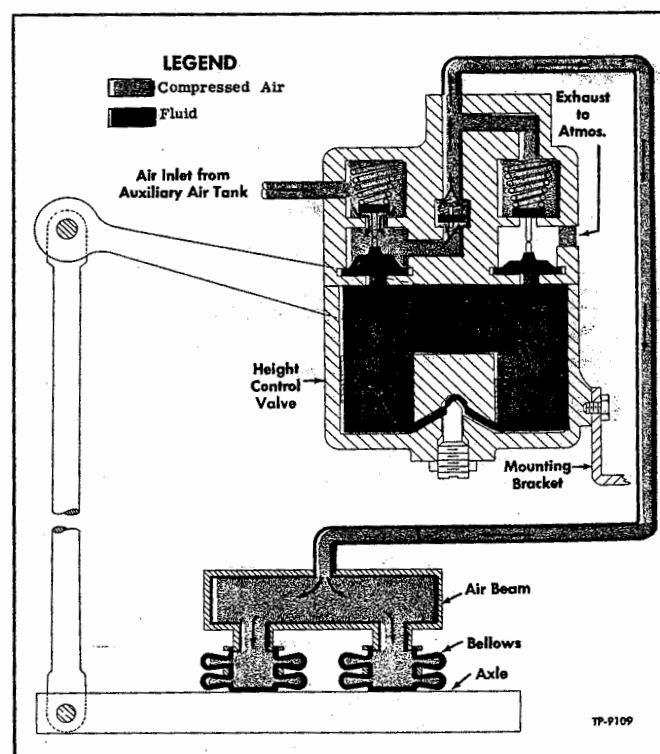 LEGEND
Compressed Air
Fluid
Exhaust
to
Atmos.
Air Inlet from
Auxiliary Air Tank
Height
Control
Valve
Mounting
Bracket
Air Beam
Bellows
Axle
TP-9109